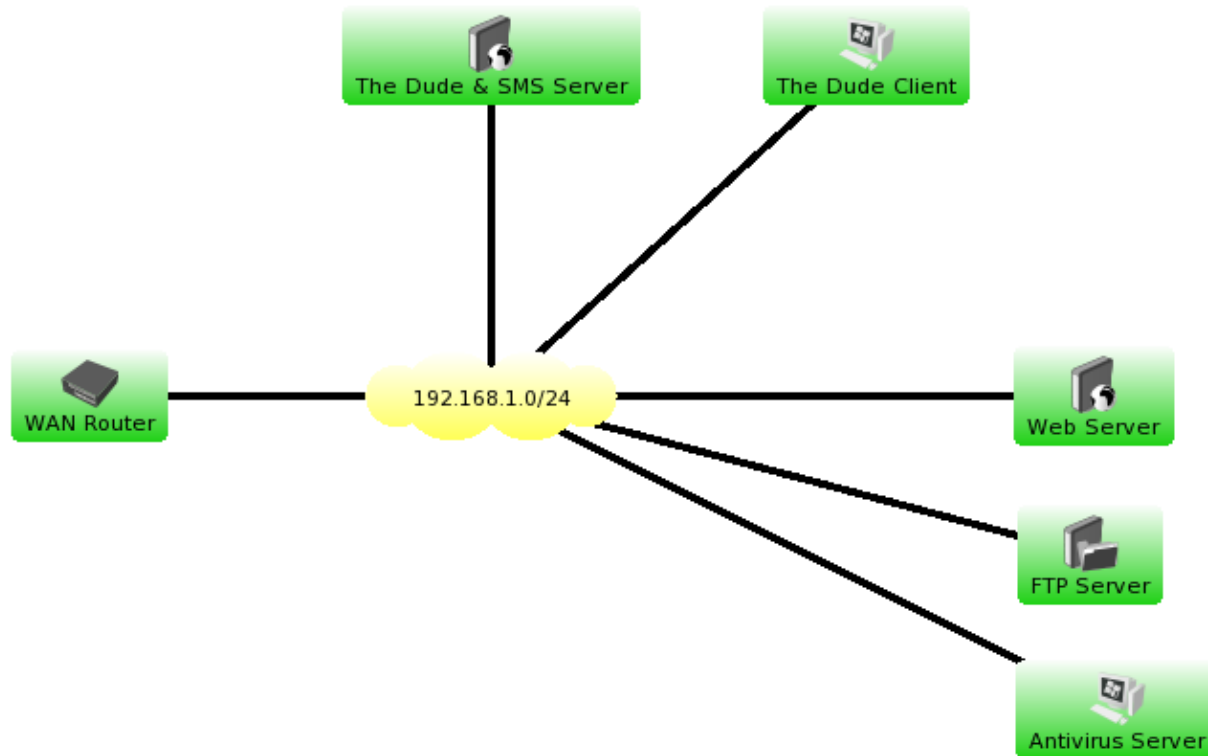 The Dude & SMS Server
The Dude Client
WAN Router
192.168.1.0/24
Web Server
FTP Server
Antivirus Server